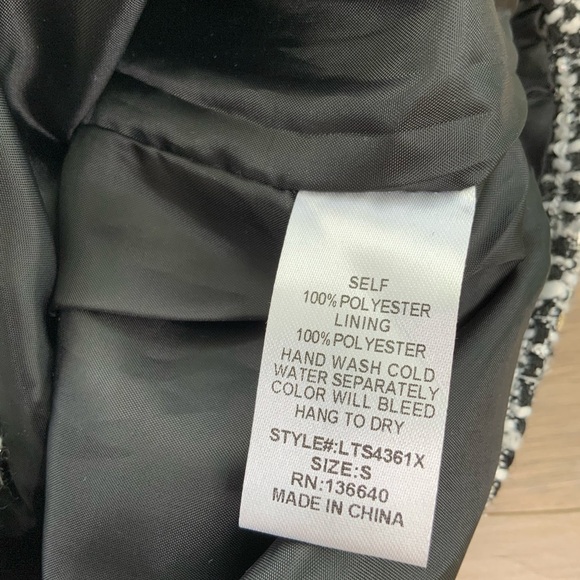 SELF
100% POLYESTER
LINING
100% POLYESTER
HAND WASH COLD
WATER SEPARATELY
COLOR WILL BLEED
HANG TO DRY
STYLE#:LTS4361X
SIZE:S
RN:136640
MADE IN CHINA